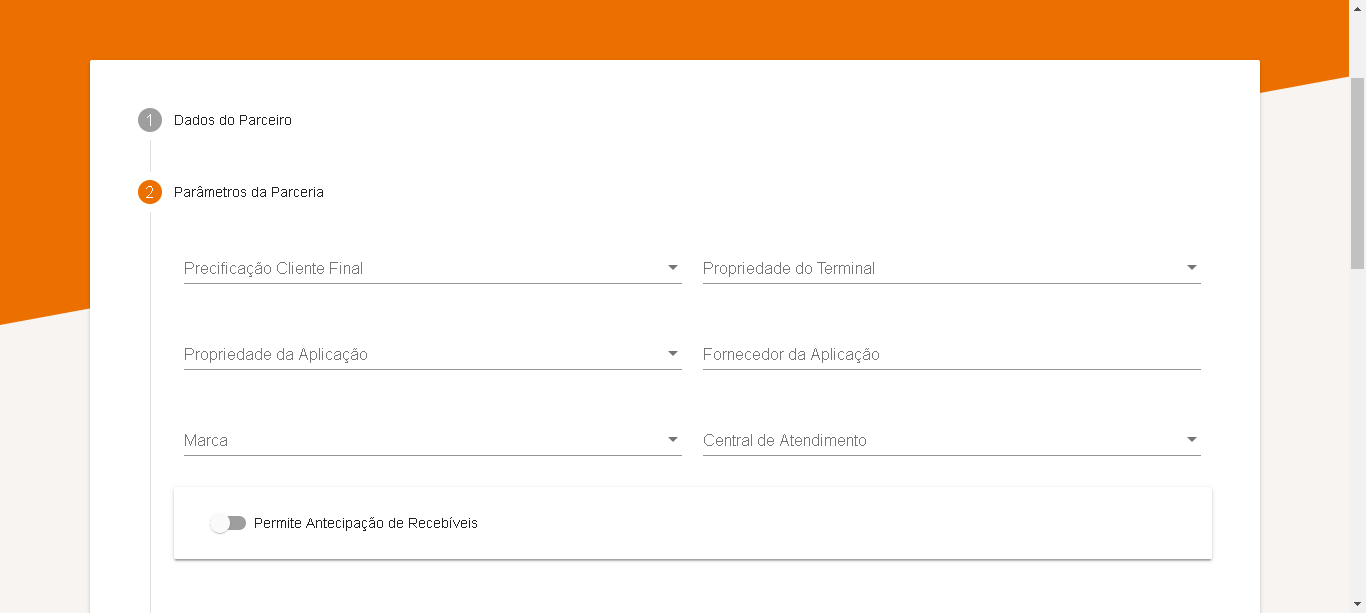 1 Dados do Parceiro
2 Parâmetros da Parceria
Precificação Cliente Final
Propriedade do Terminal
Propriedade da Aplicação
Fornecedor da Aplicação
Marca
Central de Atendimento
Permite Antecipação de Recebíveis